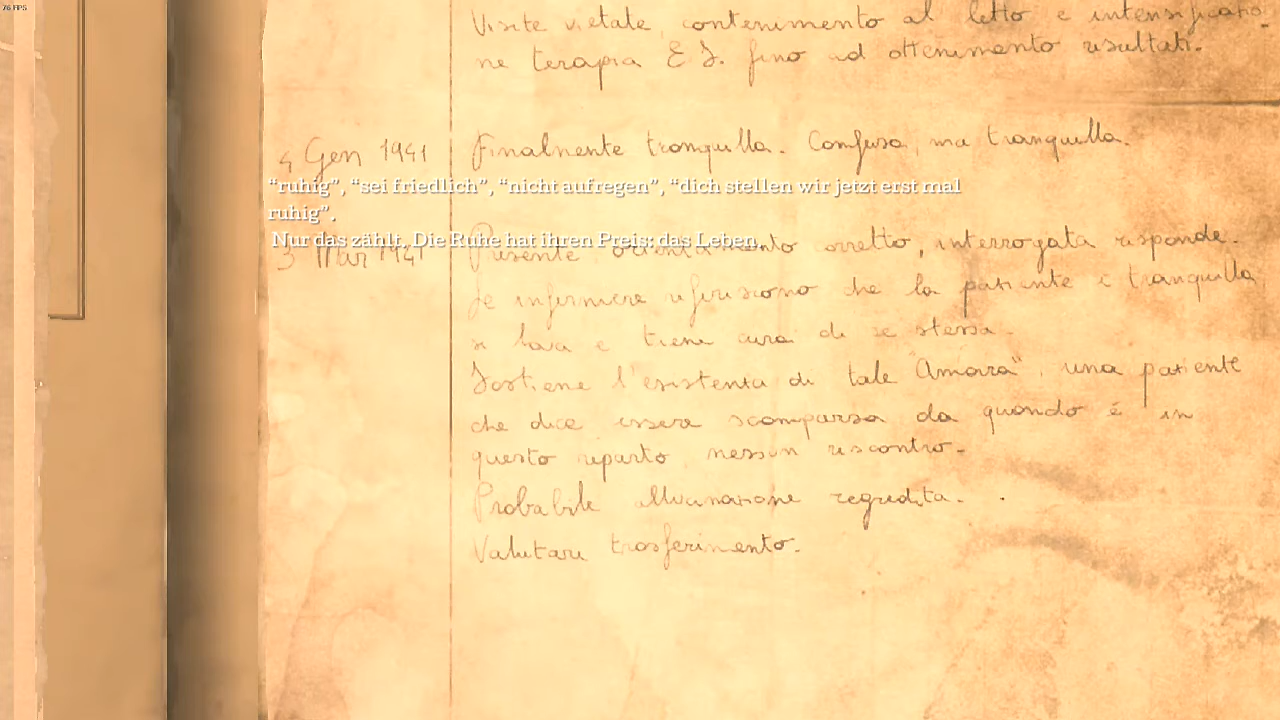 76 FPS
Visite vietate, contenimento al letto e intensificazio-
ne terapia E.S. fino ad ottenimento risultati.
4 Gen 1941 Finalmente tranquilla. Confusa, ma tranquilla.
“ruhig”, “sei friedlich”, “nicht aufregen”, “dich stellen wir jetzt erst mal
ruhig”.
Nur das zählt. Die Ruhe hat ihren Preis: das Leben.
3 Mar 1941 Presente, orientamento corretto, interrogata risponde.
Le infermiere riferiscono che la paziente è tranquilla,
si lava e tiene cura di se stessa.
Sostiene l'esistenza di tale "Amara", una paziente
che dice essere scomparsa da quando è in
questo reparto, nessun riscontro.
Probabile allucinazione regredita.
Valutare trasferimento.